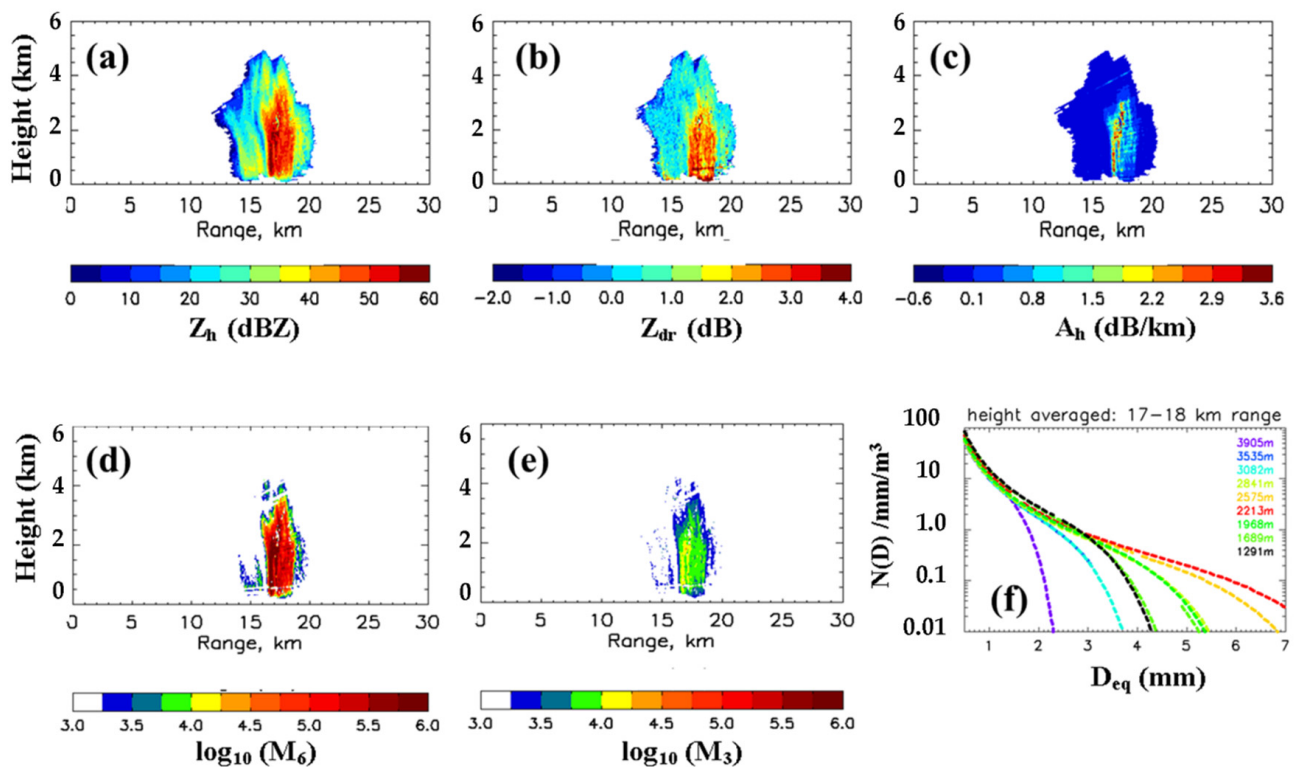 (a)
Height (km)
6
4
2
0
0 5 10 15 20 25 30
Range, km
0 10 20 30 40 50 60
Zₕ (dBZ)
(b)
6
4
2
0
0 5 10 15 20 25 30
Range, km
-2.0 -1.0 0.0 1.0 2.0 3.0 4.0
Z_dr (dB)
(c)
6
4
2
0
0 5 10 15 20 25 30
Range, km
-0.6 0.1 0.8 1.5 2.2 2.9 3.6
Aₕ (dB/km)
(d)
Height (km)
6
4
2
0
0 5 10 15 20 25 30
Range, km
3.0 3.5 4.0 4.5 5.0 5.5 6.0
log₁₀ (M₆)
(e)
6
4
2
0
0 5 10 15 20 25 30
Range, km
3.0 3.5 4.0 4.5 5.0 5.5 6.0
log₁₀ (M₃)
height averaged: 17-18 km range
N(D) /mm/m³
100
10
1.0
0.1
0.01
3905m
3535m
3082m
2841m
2575m
2213m
1968m
1689m
1291m
(f)
1 2 3 4 5 6 7
D_eq (mm)